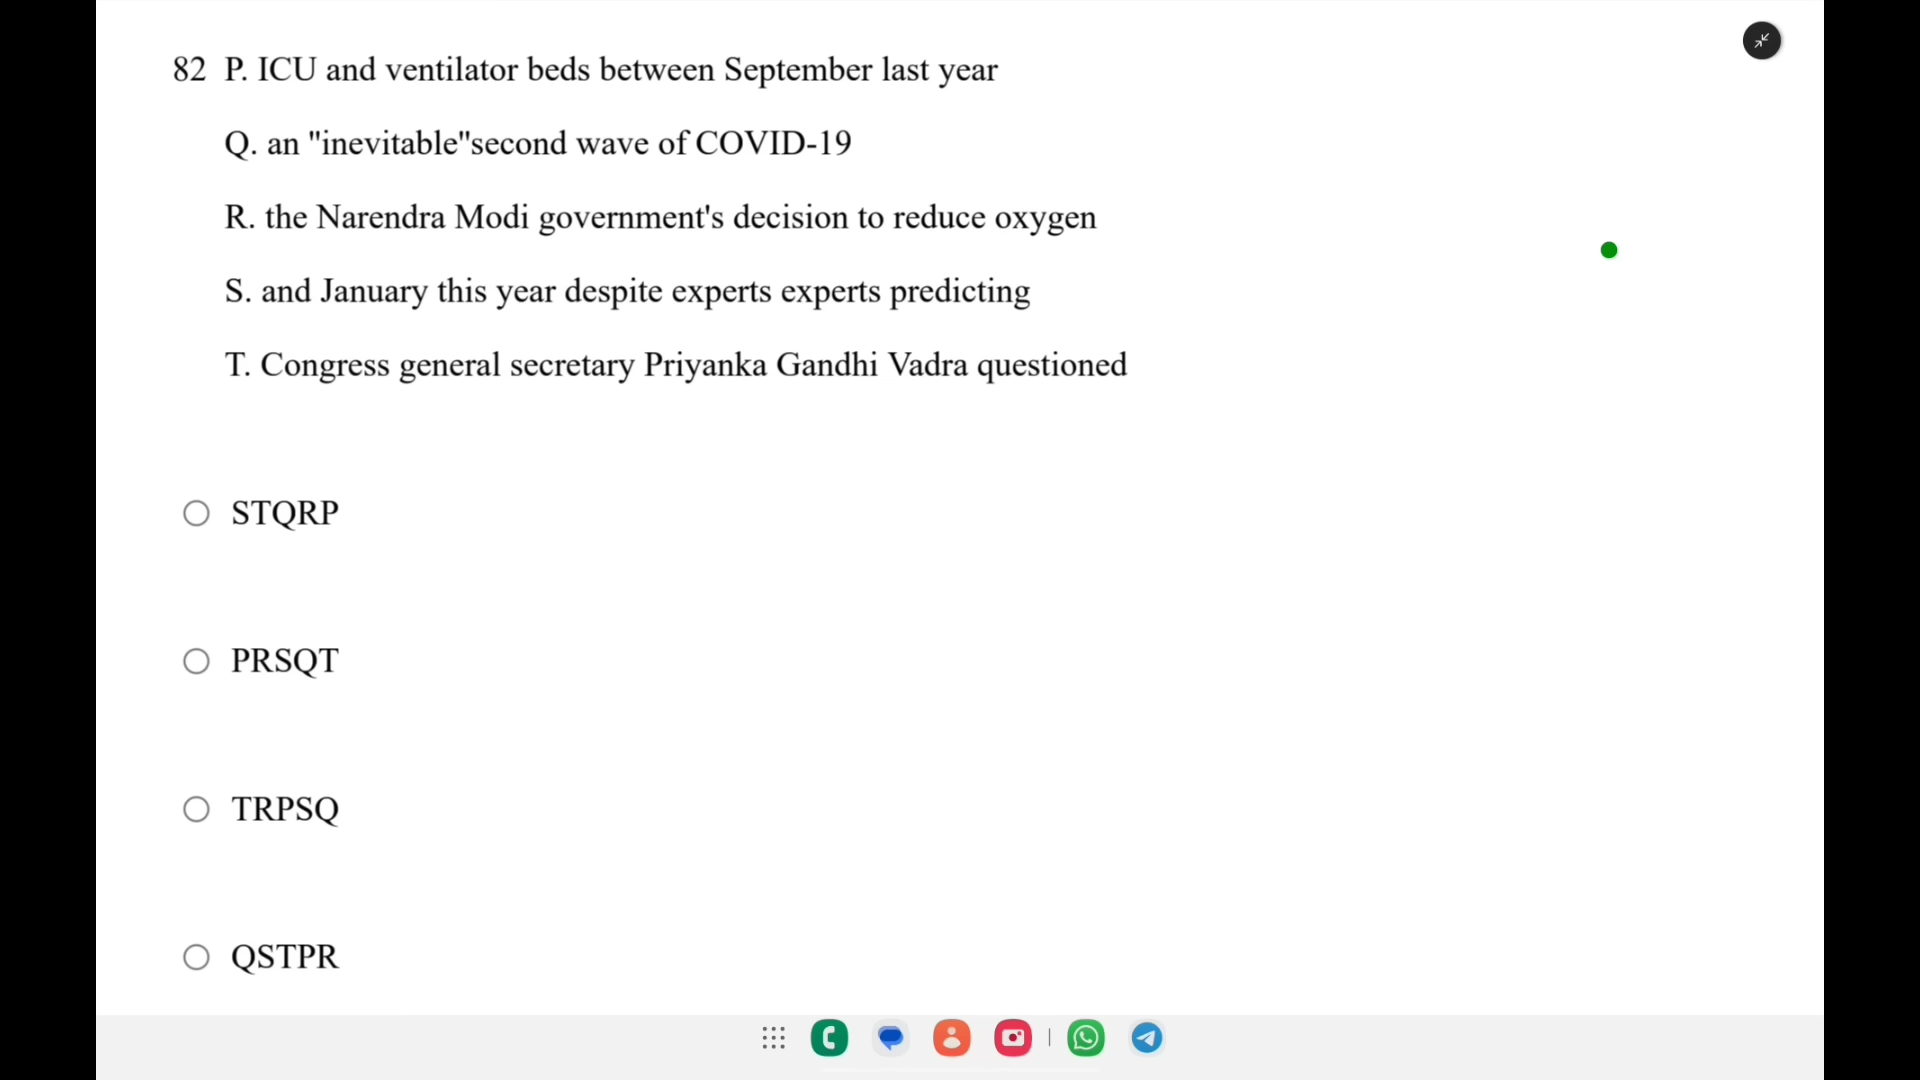 82 P. ICU and ventilator beds between September last year
Q. an "inevitable"second wave of COVID-19
R. the Narendra Modi government's decision to reduce oxygen
S. and January this year despite experts experts predicting
T. Congress general secretary Priyanka Gandhi Vadra questioned
STQRP
PRSQT
TRPSQ
QSTPR